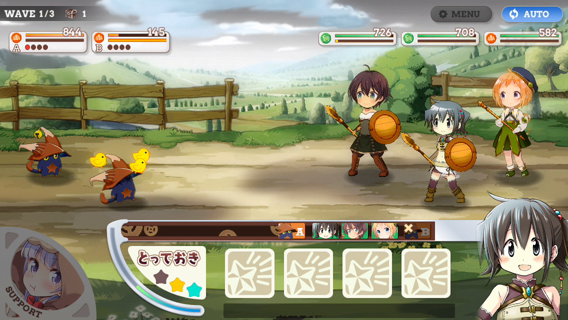 WAVE 1/3 1
MENU
AUTO
844
145
A
B
726
708
582
A
B
とっておき
SUPPORT